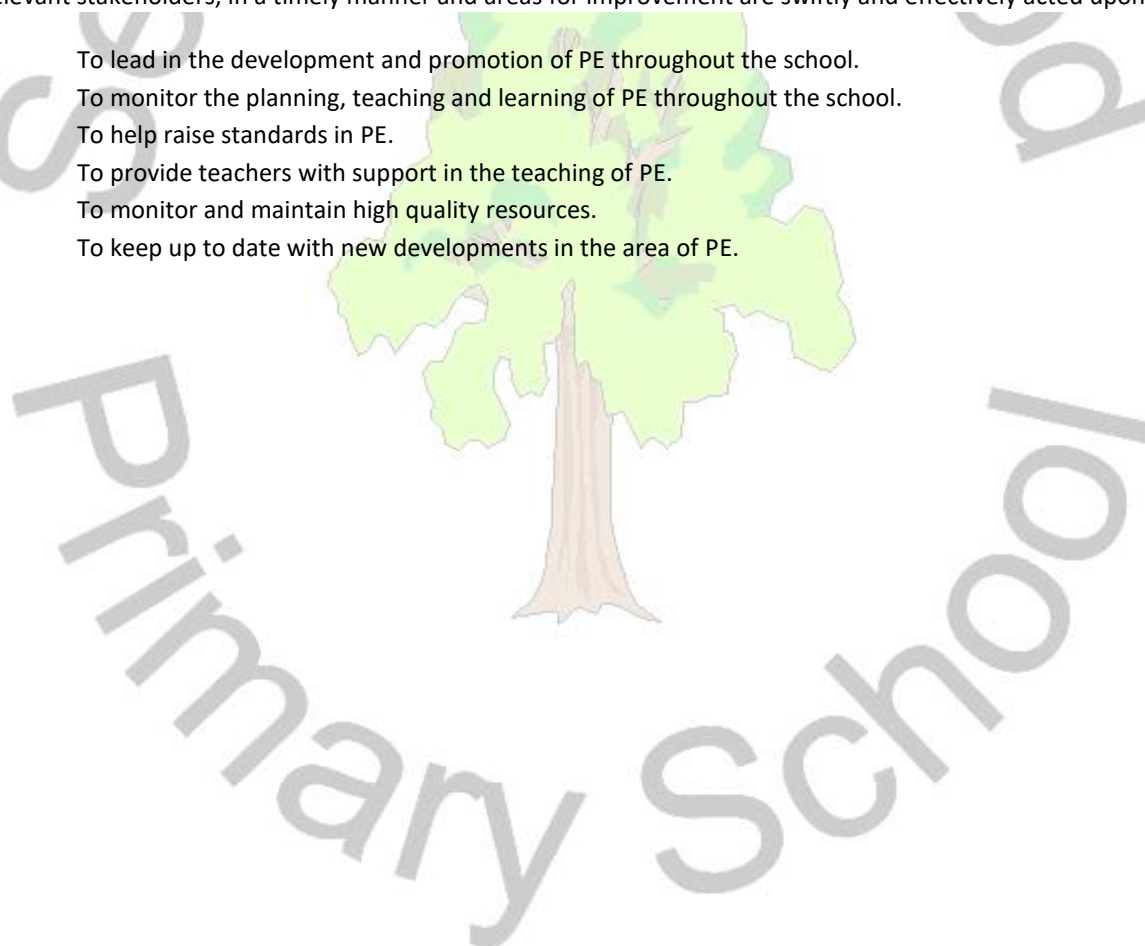 elevant stakeholders, in a timely manner and areas for improvement are swiftly and effectively acted upon
To lead in the development and promotion of PE throughout the school.
To monitor the planning, teaching and learning of PE throughout the school.
To help raise standards in PE.
To provide teachers with support in the teaching of PE.
To monitor and maintain high quality resources.
To keep up to date with new developments in the area of PE.
Primary School